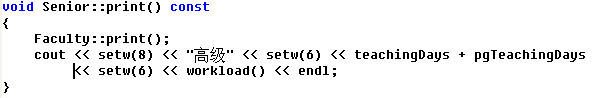 void Senior::print() const
{
    Faculty::print();
    cout << setw(8) << "高级" << setw(6) << teachingDays + pgTeachingDays
         << setw(6) << workload() << endl;
}